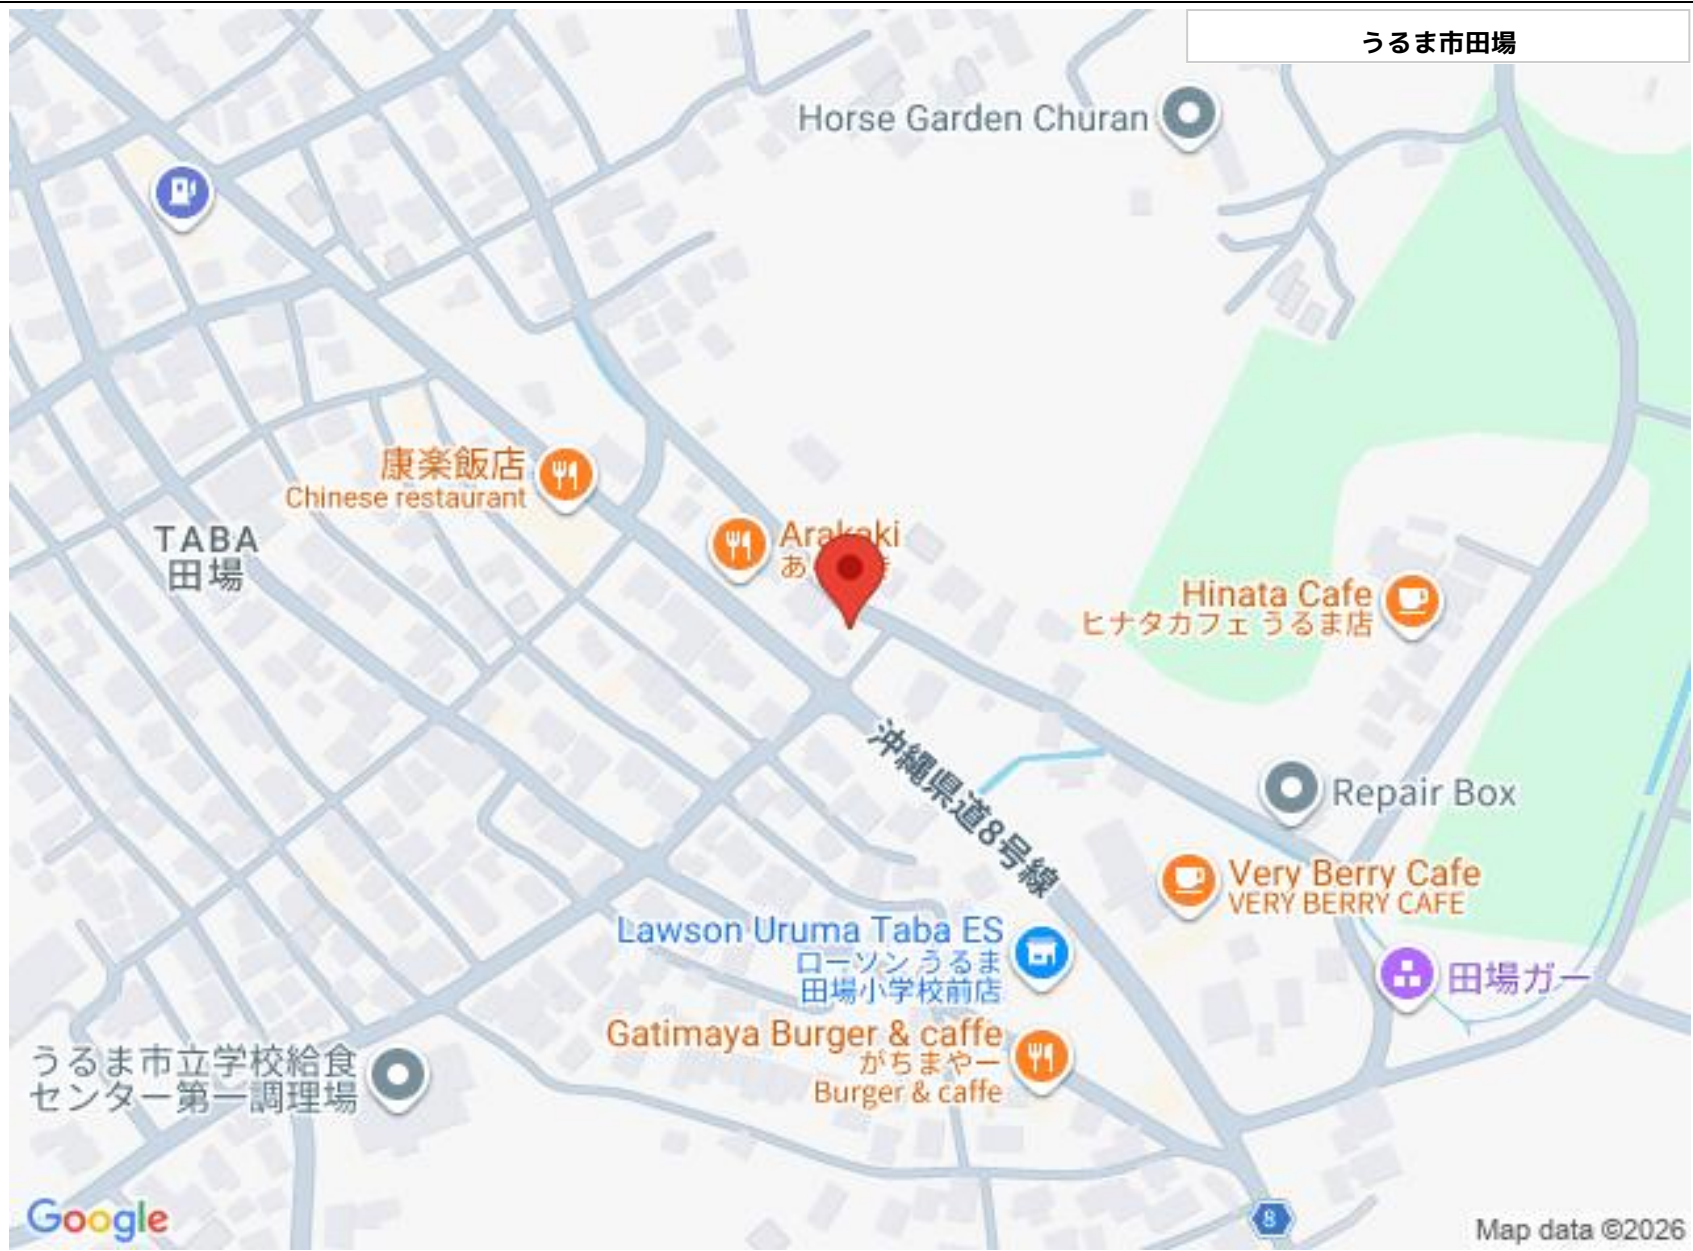 うるま市田場
Horse Garden Churan
康楽飯店
Chinese restaurant
Arakaki
あ
TABA
田場
Hinata Cafe
ヒナタカフェ うるま店
沖縄県道8号線
Repair Box
Very Berry Cafe
VERY BERRY CAFE
Lawson Uruma Taba ES
ローソン うるま
田場小学校前店
田場ガー
Gatimaya Burger & caffe
がちまやー
Burger & caffe
うるま市立学校給食
センター第一調理場
8
Google
Map data ©2026